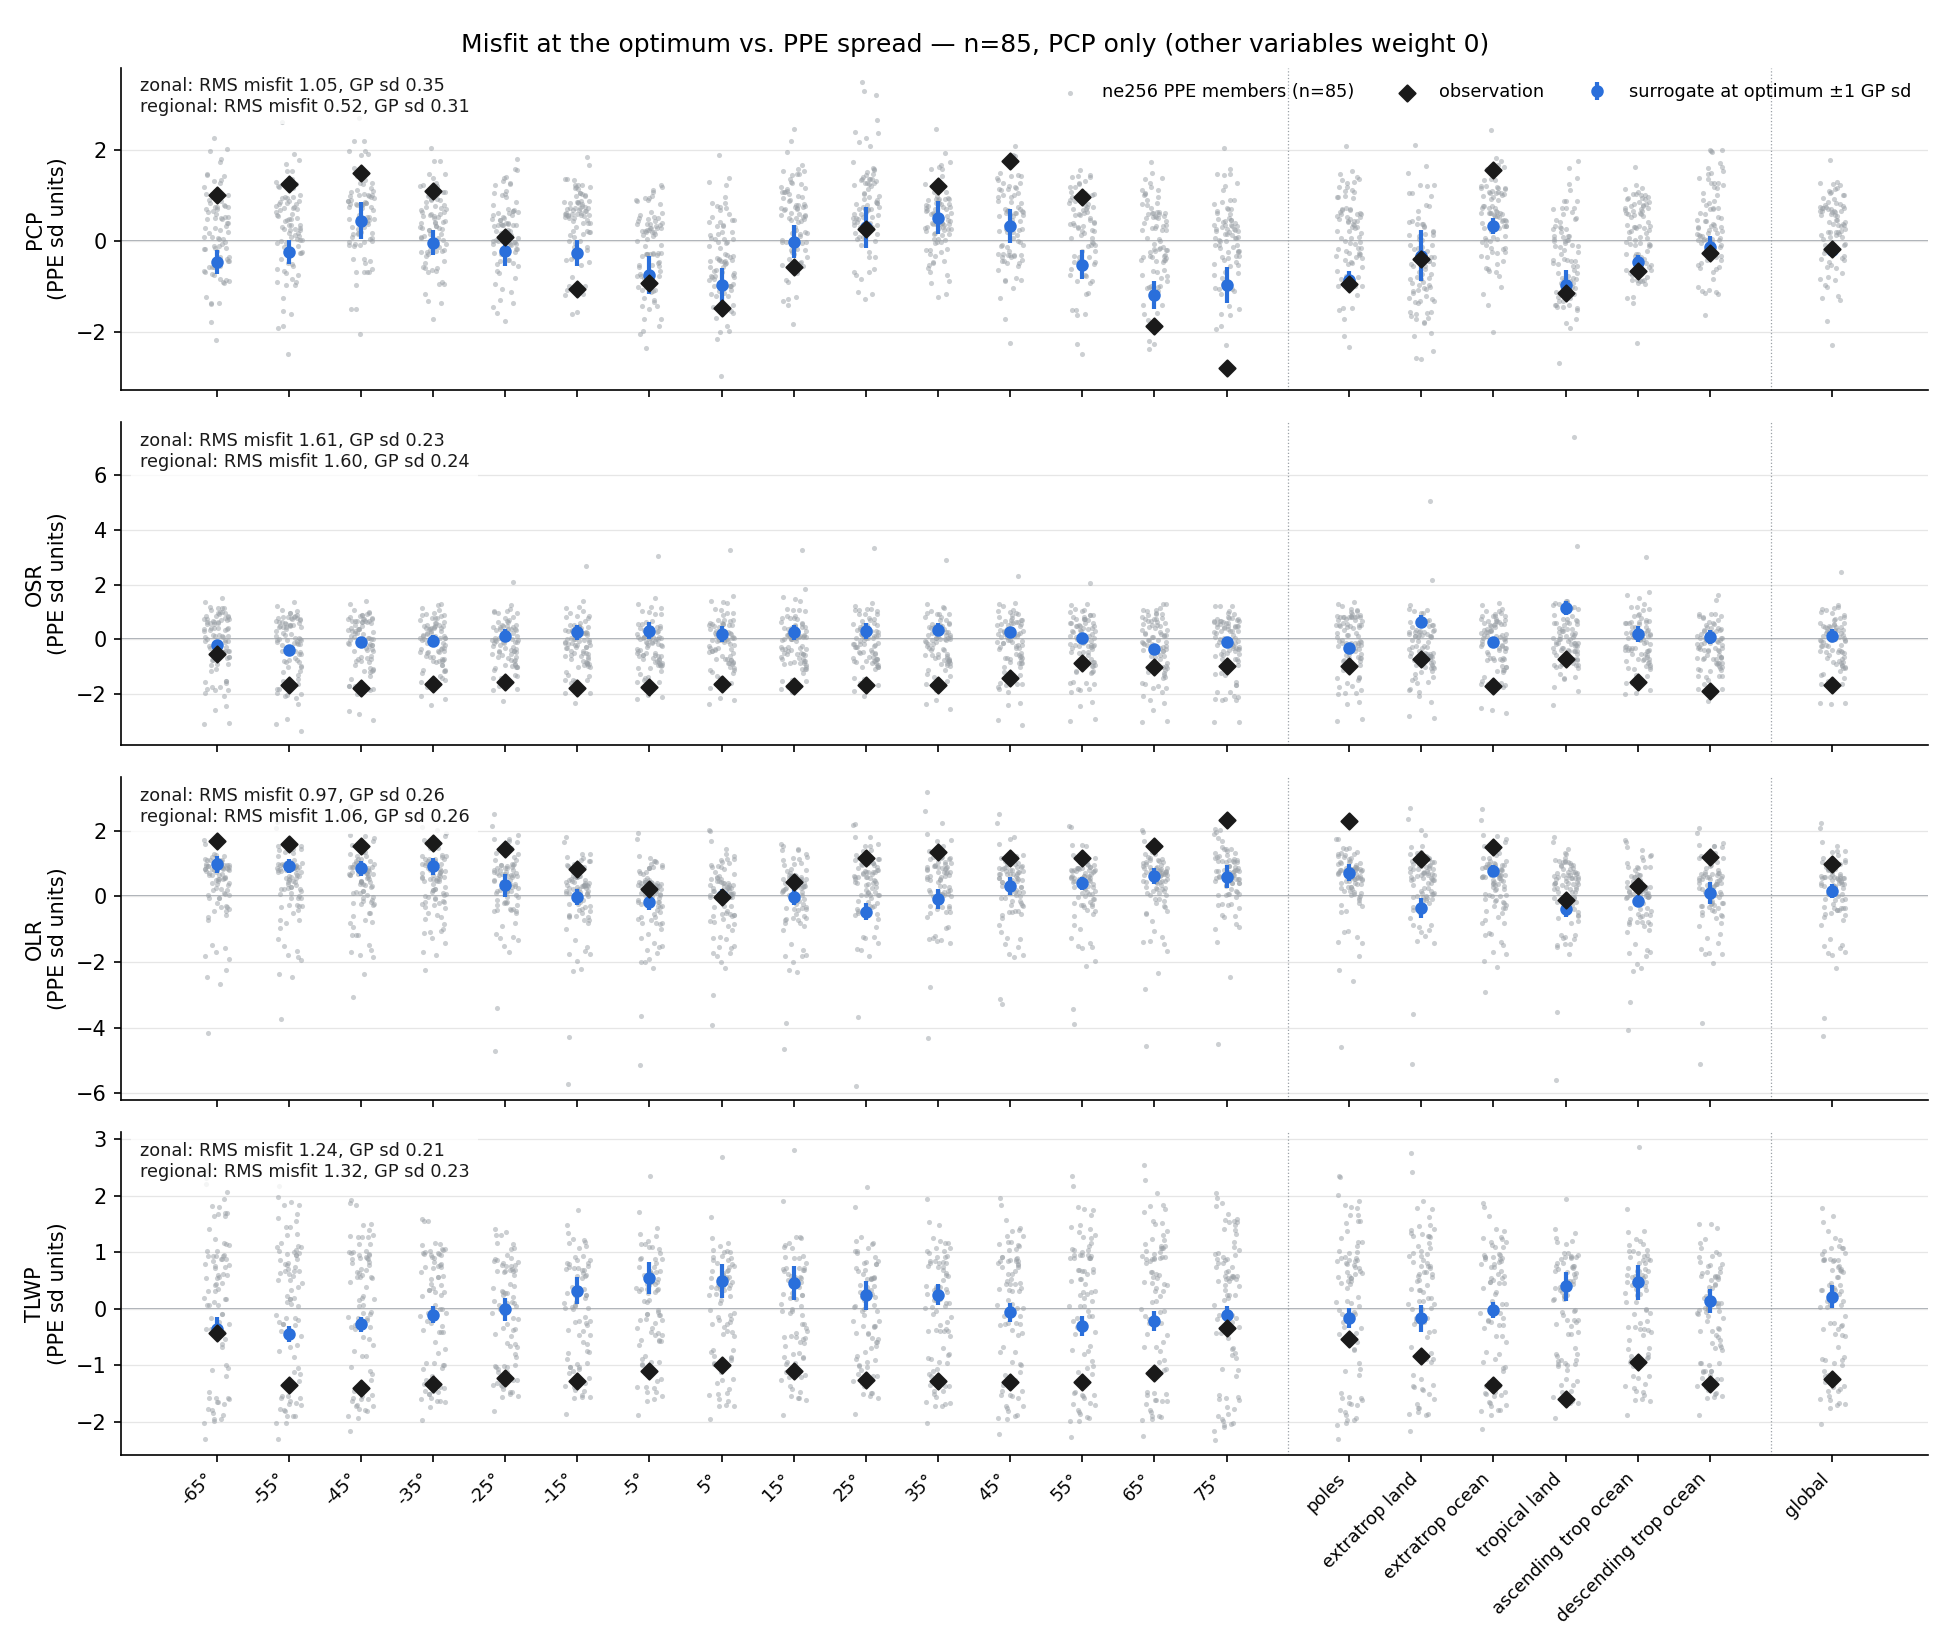 Misfit at the optimum vs. PPE spread — n=85, PCP only (other variables weight 0)
zonal: RMS misfit 1.05, GP sd 0.35
regional: RMS misfit 0.52, GP sd 0.31
ne256 PPE members (n=85)
observation
surrogate at optimum ±1 GP sd
PCP
(PPE sd units)
2
0
−2
zonal: RMS misfit 1.61, GP sd 0.23
regional: RMS misfit 1.60, GP sd 0.24
OSR
(PPE sd units)
6
4
2
0
−2
zonal: RMS misfit 0.97, GP sd 0.26
regional: RMS misfit 1.06, GP sd 0.26
OLR
(PPE sd units)
2
0
−2
−4
−6
zonal: RMS misfit 1.24, GP sd 0.21
regional: RMS misfit 1.32, GP sd 0.23
TLWP
(PPE sd units)
3
2
1
0
−1
−2
-65°
-55°
-45°
-35°
-25°
-15°
-5°
5°
15°
25°
35°
45°
55°
65°
75°
poles
extratrop land
extratrop ocean
tropical land
ascending trop ocean
descending trop ocean
global